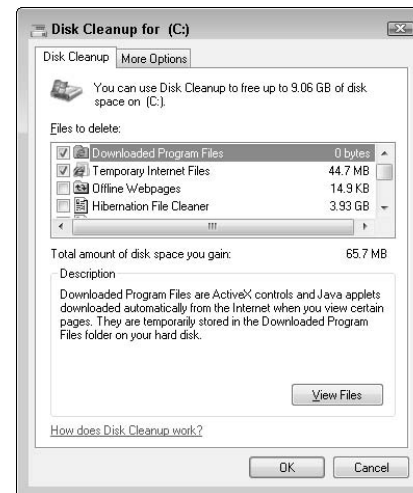 Disk Cleanup for (C:)
Disk Cleanup
More Options
You can use Disk Cleanup to free up to 9.06 GB of disk
space on (C:).
Files to delete:
Downloaded Program Files 0 bytes
Temporary Internet Files 44.7 MB
Offline Webpages 14.9 KB
Hibernation File Cleaner 3.93 GB
Total amount of disk space you gain: 65.7 MB
Description
Downloaded Program Files are ActiveX controls and Java applets
downloaded automatically from the Internet when you view certain
pages. They are temporarily stored in the Downloaded Program
Files folder on your hard disk.
View Files
How does Disk Cleanup work?
OK
Cancel